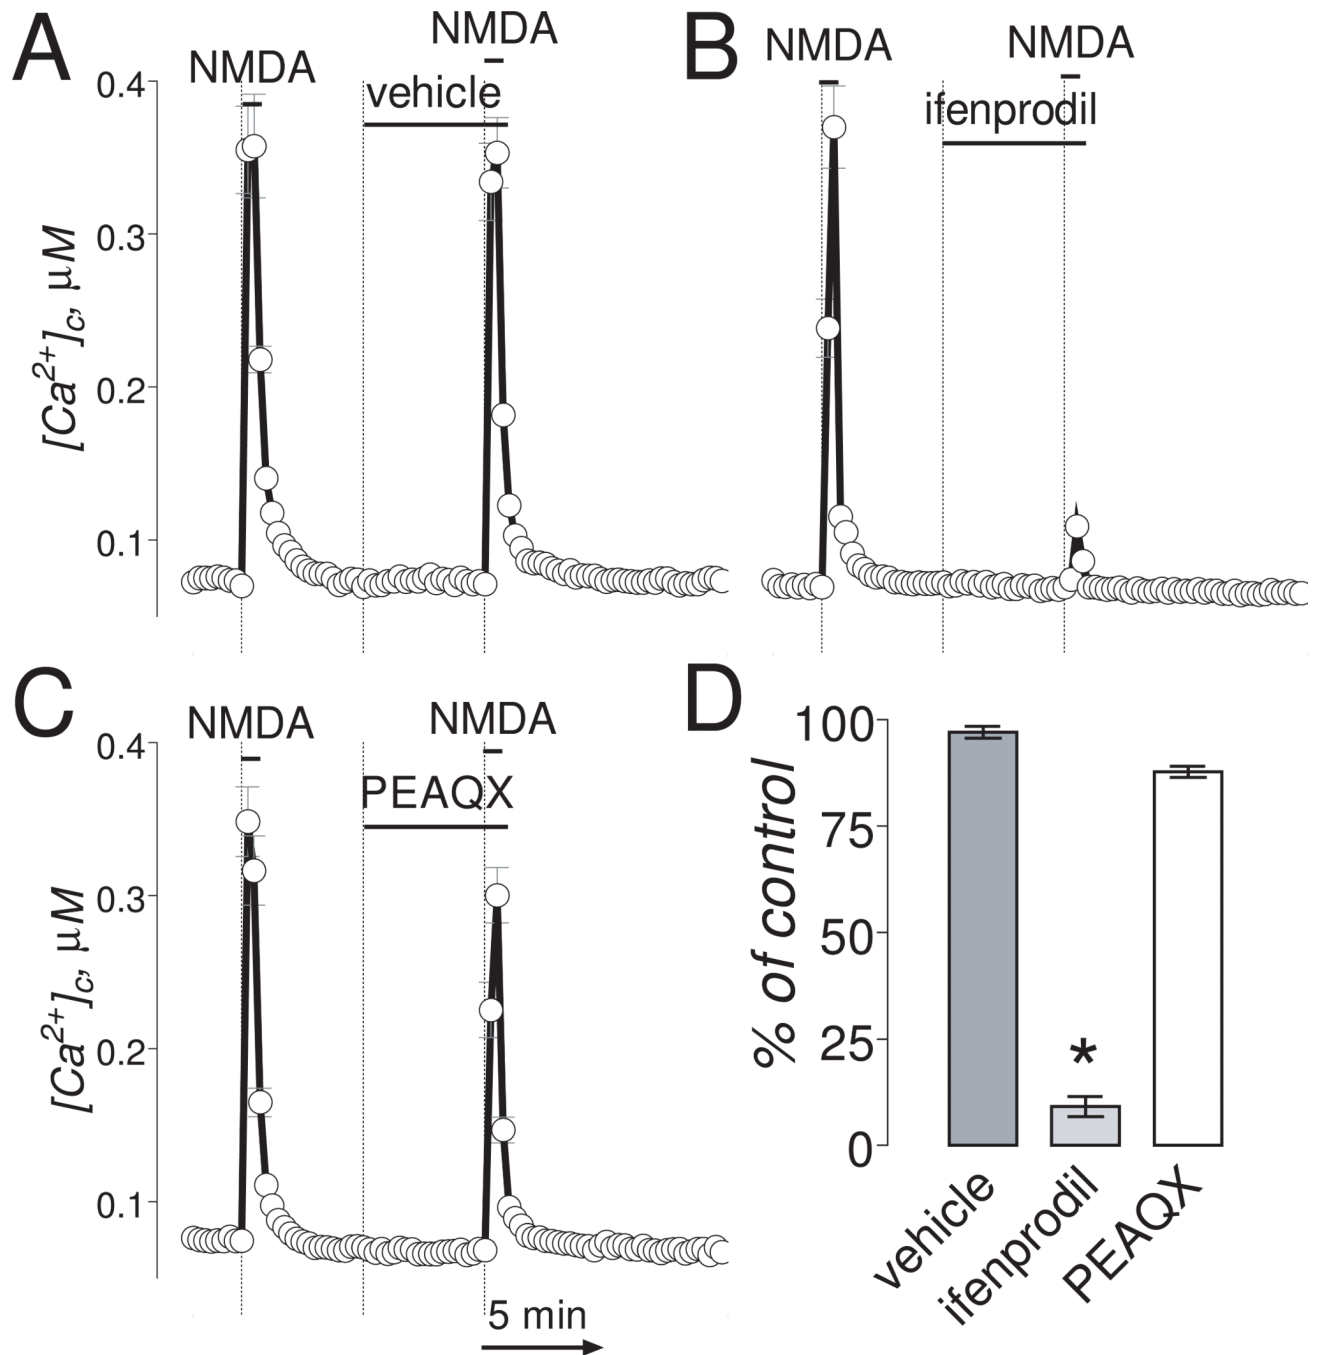 A
NMDA
NMDA
vehicle
0.4
0.3
0.2
0.1
[Ca2+]c, μM
B
NMDA
NMDA
ifenprodil
C
NMDA
NMDA
PEAQX
0.4
0.3
0.2
0.1
[Ca2+]c, μM
5 min
D
100
75
50
25
0
% of control
*
vehicle
ifenprodil
PEAQX